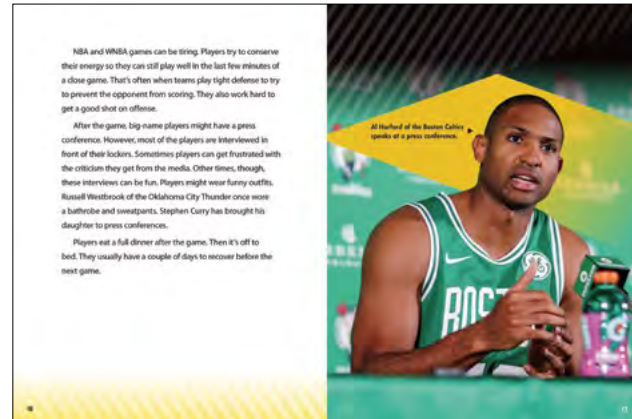 NBA and WNBA games can be tiring. Players try to conserve
their energy so they can still play well in the last few minutes of
a close game. That's often when teams play tight defense to try
to prevent the opponent from scoring. They also work hard to
get a good shot on offense.
After the game, big-name players might have a press
conference. However, most of the players are interviewed in
front of their lockers. Sometimes players can get frustrated with
the criticism they get from the media. Other times, though,
these interviews can be fun. Players might wear funny outfits.
Russell Westbrook of the Oklahoma City Thunder once wore
a bathrobe and sweatpants. Stephen Curry has brought his
daughter to press conferences.
Players eat a full dinner after the game. Then it's off to
bed. They usually have a couple of days to recover before the
next game.
Al Horford of the Boston Celtics
speaks at a press conference.
BOST
G